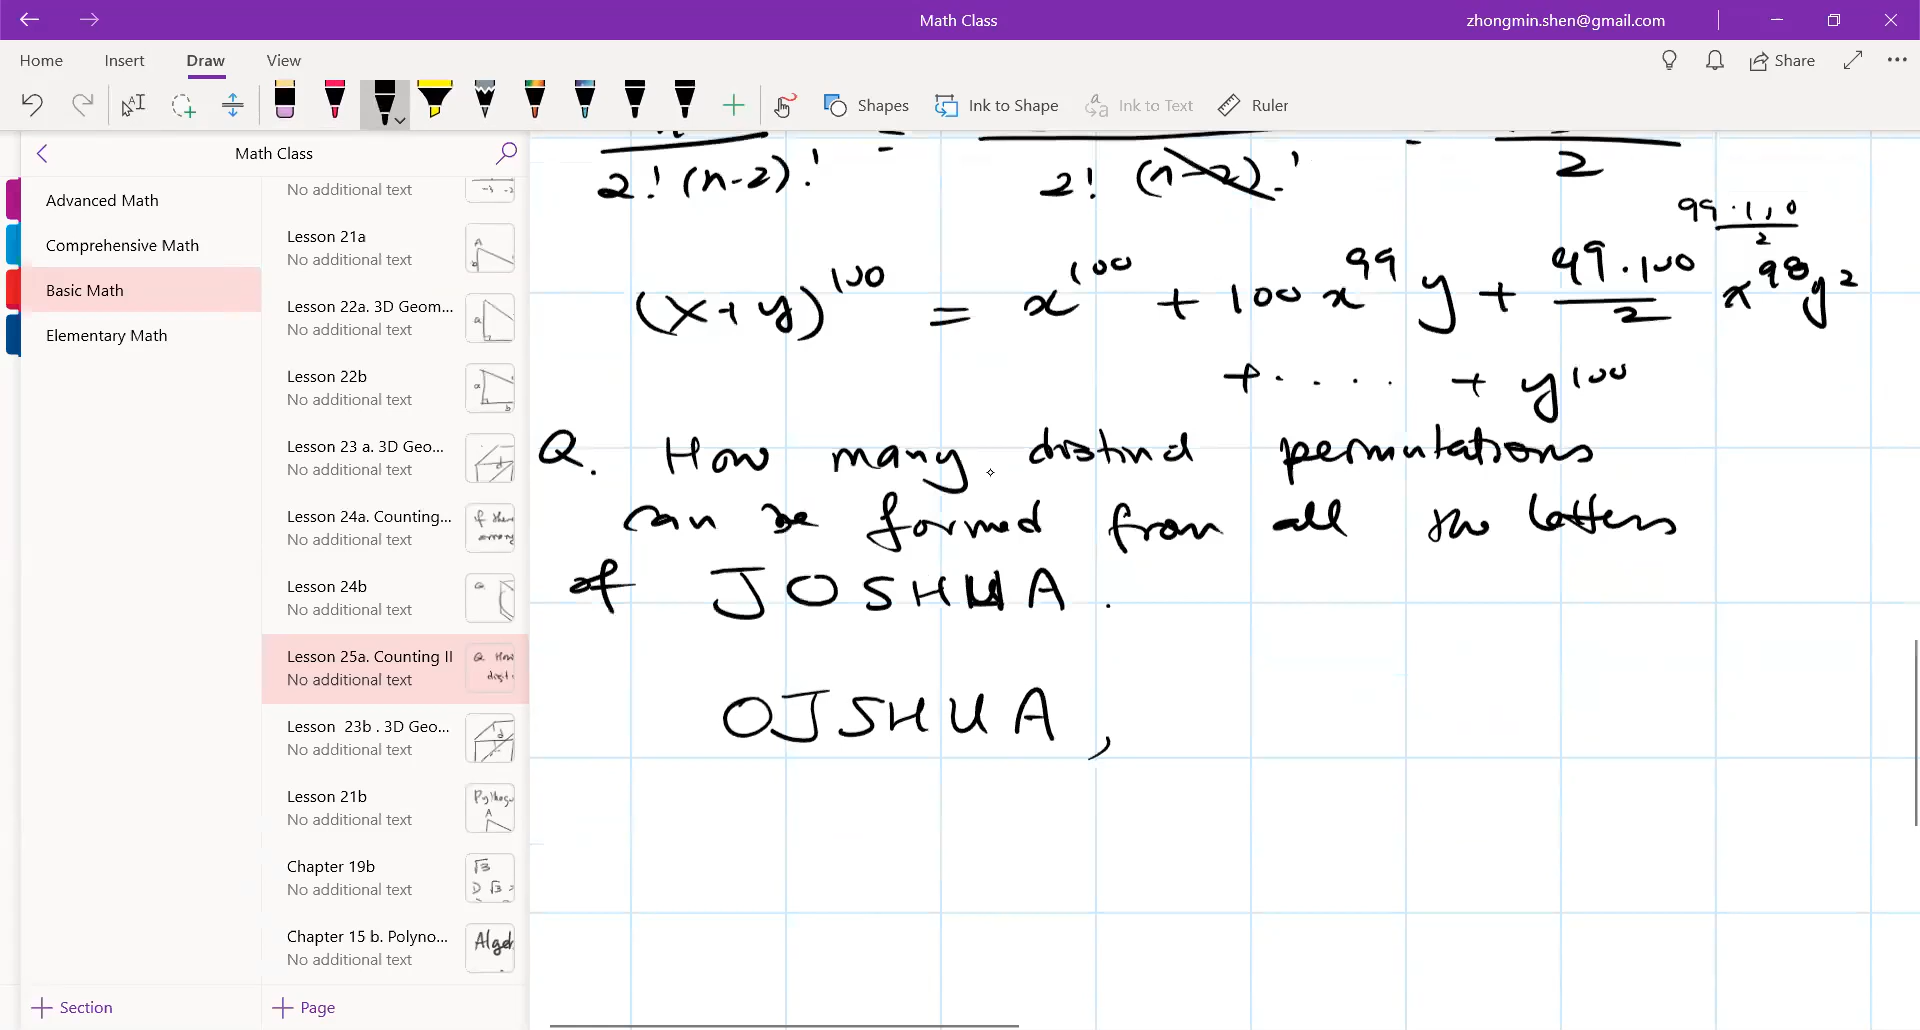 Math Class
zhongmin.shen@gmail.com
Home Insert Draw View
Share
Shapes Ink to Shape Ink to Text Ruler
Basic Math
Math Class
Advanced Math
Comprehensive Math
Basic Math
Elementary Math
No additional text
Lesson 21a
No additional text
Lesson 22a. 3D Geom...
No additional text
Lesson 22b
No additional text
Lesson 23 a. 3D Geo...
No additional text
Lesson 24a. Counting...
No additional text
Lesson 24b
No additional text
Lesson 25a. Counting II
No additional text
Lesson 23b . 3D Geo...
No additional text
Lesson 21b
No additional text
Chapter 19b
No additional text
Chapter 15 b. Polyno...
No additional text
Section
Page
2! (n-2)! = 2! (n-2)! - 2
99.100
2
(x+y)^100 = x^100 + 100 x^99 y + 99.100/2 x^98 y^2
+ .... + y^100
Q. How many distinct permutations
can be formed from all the letters
of JOSHUA.
OJSHUA,